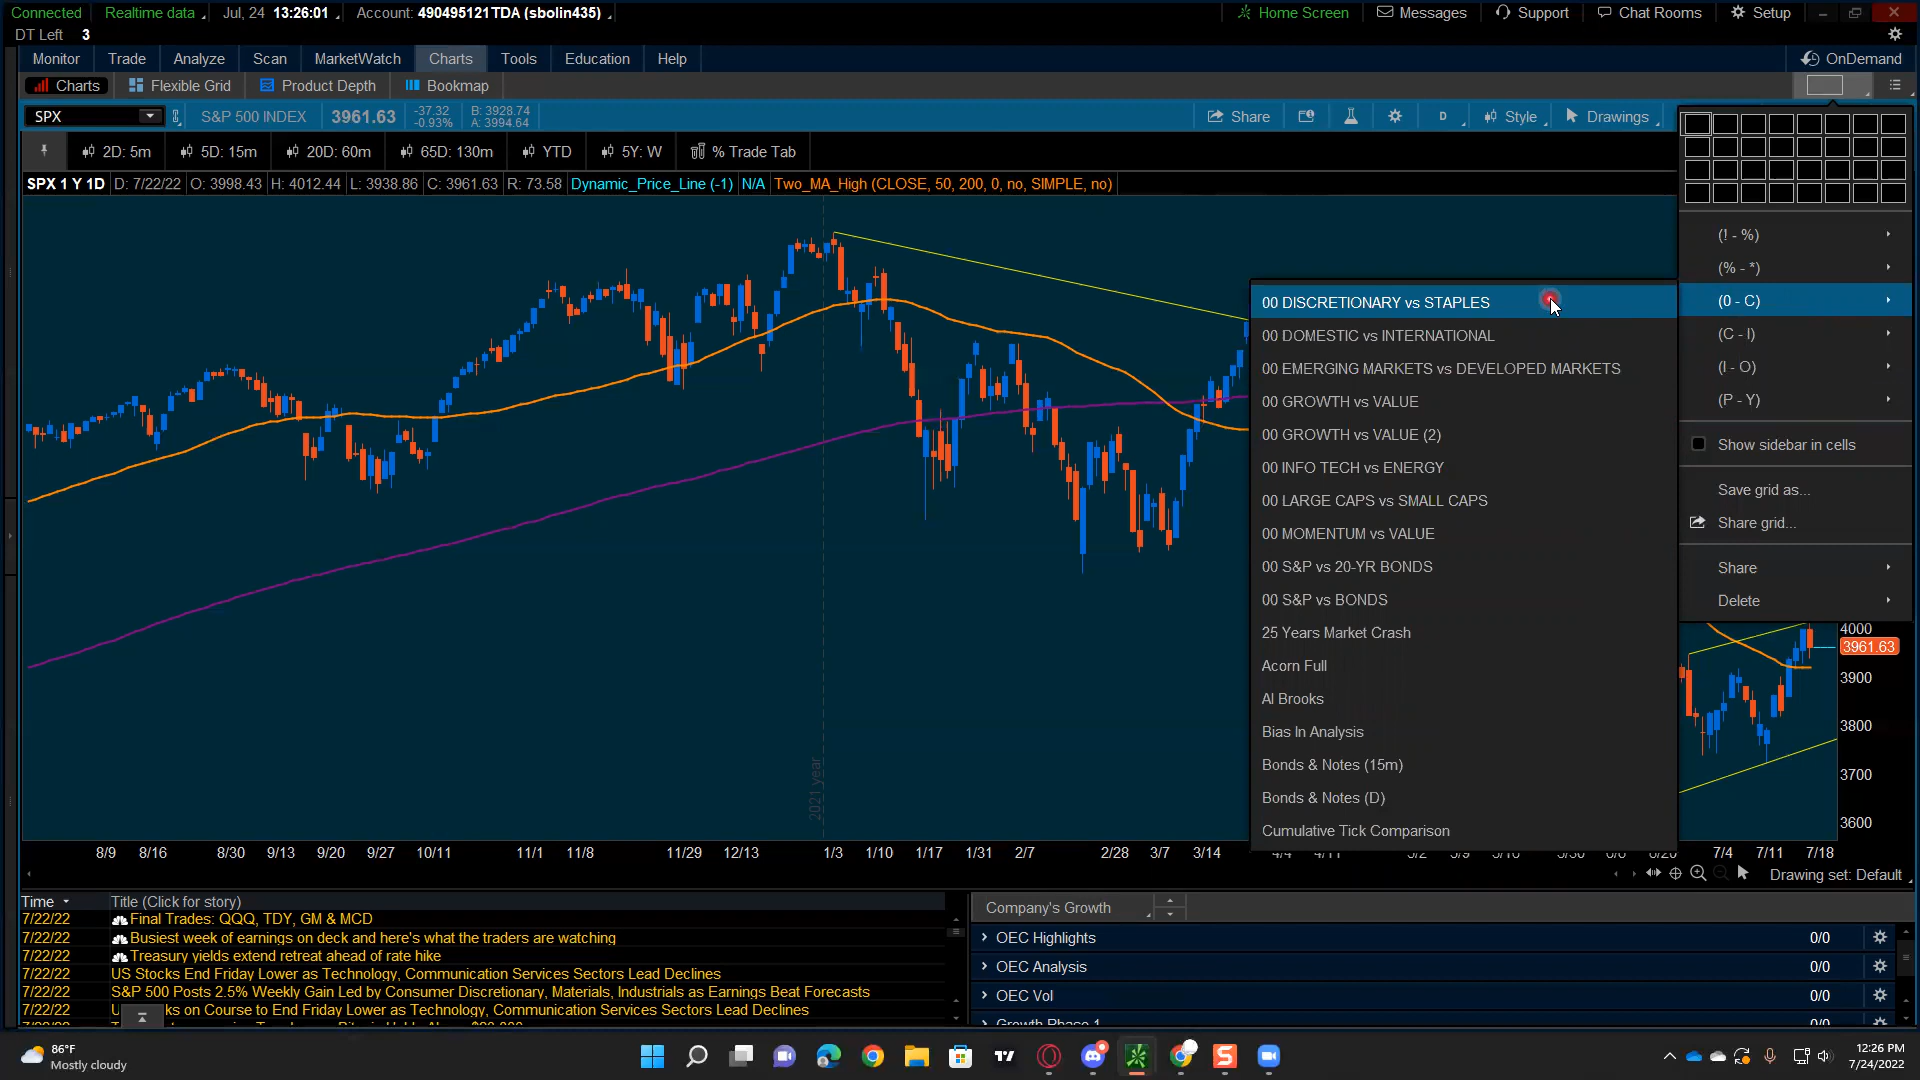 Connected Realtime data Jul, 24 13:26:01 Account: 490495121TDA (sbolin435) Home Screen Messages Support Chat Rooms Setup
DT Left 3
Monitor Trade Analyze Scan MarketWatch Charts Tools Education Help OnDemand
Charts Flexible Grid Product Depth Bookmap
SPX S&P 500 INDEX 3961.63 -37.32 B: 3928.74 Share D Style Drawings
-0.93% A: 3994.64
2D: 5m 5D: 15m 20D: 60m 65D: 130m YTD 5Y: W % Trade Tab
SPX 1 Y 1D D: 7/22/22 O: 3998.43 H: 4012.44 L: 3938.86 C: 3961.63 R: 73.58 Dynamic_Price_Line (-1) N/A Two_MA_High (CLOSE, 50, 200, 0, no, SIMPLE, no)
(! - %)
(% - *)
(0 - C)
(C - I)
(I - O)
(P - Y)
Show sidebar in cells
Save grid as...
Share grid...
Share
Delete
00 DISCRETIONARY vs STAPLES
00 DOMESTIC vs INTERNATIONAL
00 EMERGING MARKETS vs DEVELOPED MARKETS
00 GROWTH vs VALUE
00 GROWTH vs VALUE (2)
00 INFO TECH vs ENERGY
00 LARGE CAPS vs SMALL CAPS
00 MOMENTUM vs VALUE
00 S&P vs 20-YR BONDS
00 S&P vs BONDS
25 Years Market Crash
Acorn Full
Al Brooks
Bias In Analysis
Bonds & Notes (15m)
Bonds & Notes (D)
Cumulative Tick Comparison
4000
3961.63
3900
3800
3700
3600
2021 year
8/9 8/16 8/30 9/13 9/20 9/27 10/11 11/1 11/8 11/29 12/13 1/3 1/10 1/17 1/31 2/7 2/28 3/7 3/14 7/4 7/11 7/18
Drawing set: Default
Time Title (Click for story)
7/22/22 Final Trades: QQQ, TDY, GM & MCD
7/22/22 Busiest week of earnings on deck and here's what the traders are watching
7/22/22 Treasury yields extend retreat ahead of rate hike
7/22/22 US Stocks End Friday Lower as Technology, Communication Services Sectors Lead Declines
7/22/22 S&P 500 Posts 2.5% Weekly Gain Led by Consumer Discretionary, Materials, Industrials as Earnings Beat Forecasts
7/22/22 U ks on Course to End Friday Lower as Technology, Communication Services Sectors Lead Declines
Company's Growth
OEC Highlights 0/0
OEC Analysis 0/0
OEC Vol 0/0
Growth Phase 1 0/0
86°F
Mostly cloudy
12:26 PM
7/24/2022